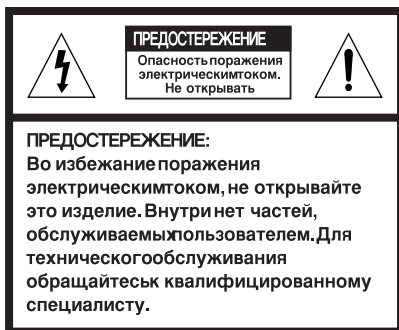 ПРЕДОСТЕРЕЖЕНИЕ
Опасность поражения
электрическимтоком.
Не открывать
ПРЕДОСТЕРЕЖЕНИЕ:
Во избежание поражения
электрическимтоком, не открывайте
это изделие. Внутри нет частей,
обслуживаемыхпользователем. Для
техническогообслуживания
обращайтеськ квалифицированному
специалисту.